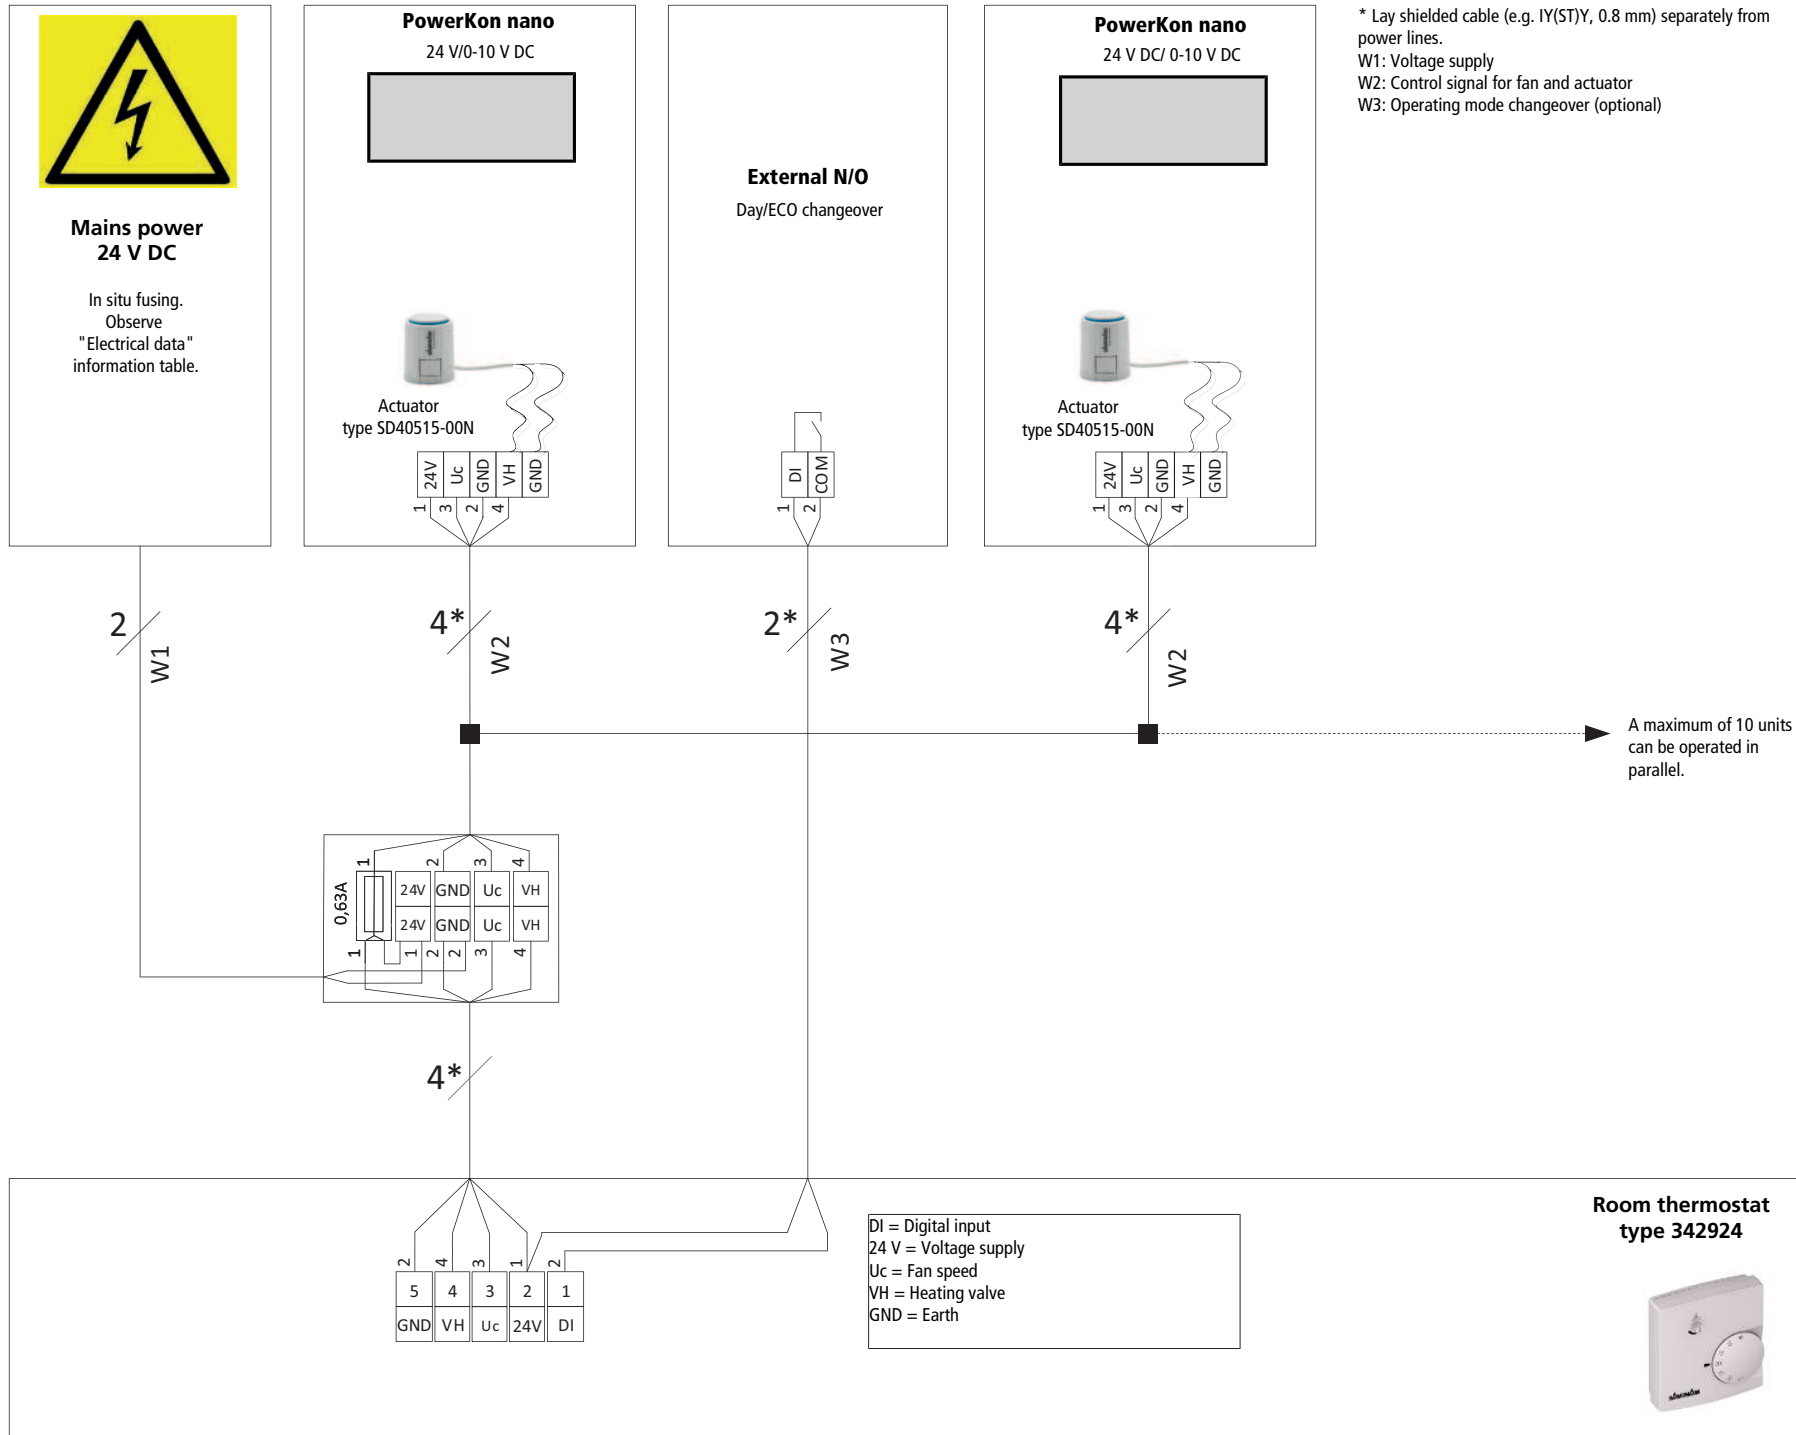 Mains power
24 V DC
In situ fusing.
Observe
"Electrical data"
information table.
PowerKon nano
24 V/0-10 V DC
Actuator
type SD40515-00N
24V Uc GND VH GND
1 3 2 4
External N/O
Day/ECO changeover
DI COM
1 2
PowerKon nano
24 V DC/ 0-10 V DC
Actuator
type SD40515-00N
24V Uc GND VH GND
1 3 2 4
* Lay shielded cable (e.g. IY(ST)Y, 0.8 mm) separately from
power lines.
W1: Voltage supply
W2: Control signal for fan and actuator
W3: Operating mode changeover (optional)
2 W1
4* W2
2* W3
4* W2
A maximum of 10 units
can be operated in
parallel.
1 2 3 4
0,63A
24V GND Uc VH
24V GND Uc VH
1 1 2 2 3 4
4*
2 4 3 1 2
5 4 3 2 1
GND VH Uc 24V DI
DI = Digital input
24 V = Voltage supply
Uc = Fan speed
VH = Heating valve
GND = Earth
Room thermostat
type 342924